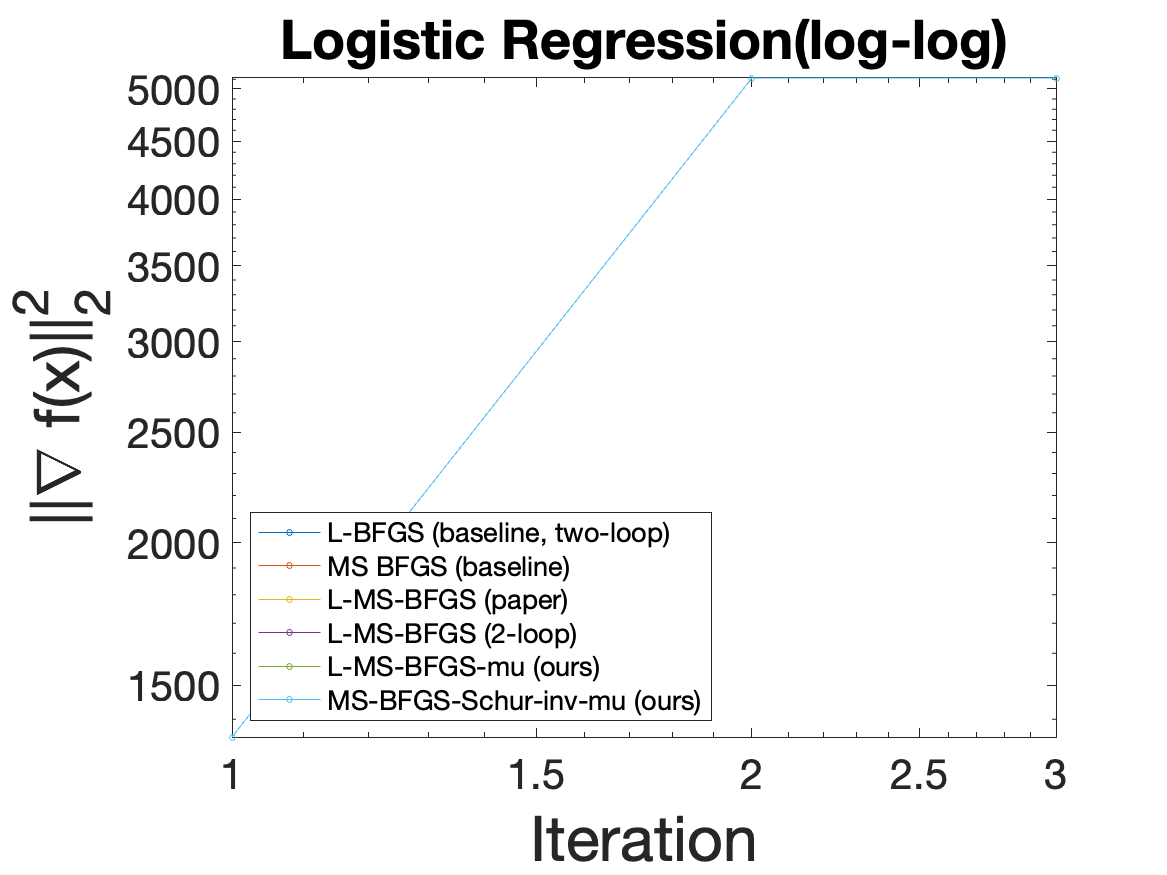 Logistic Regression(log-log)
5000
4500
4000
3500
3000
2500
2000
1500
||∇ f(x)||₂²
L-BFGS (baseline, two-loop)
MS BFGS (baseline)
L-MS-BFGS (paper)
L-MS-BFGS (2-loop)
L-MS-BFGS-mu (ours)
MS-BFGS-Schur-inv-mu (ours)
1 1.5 2 2.5 3
Iteration